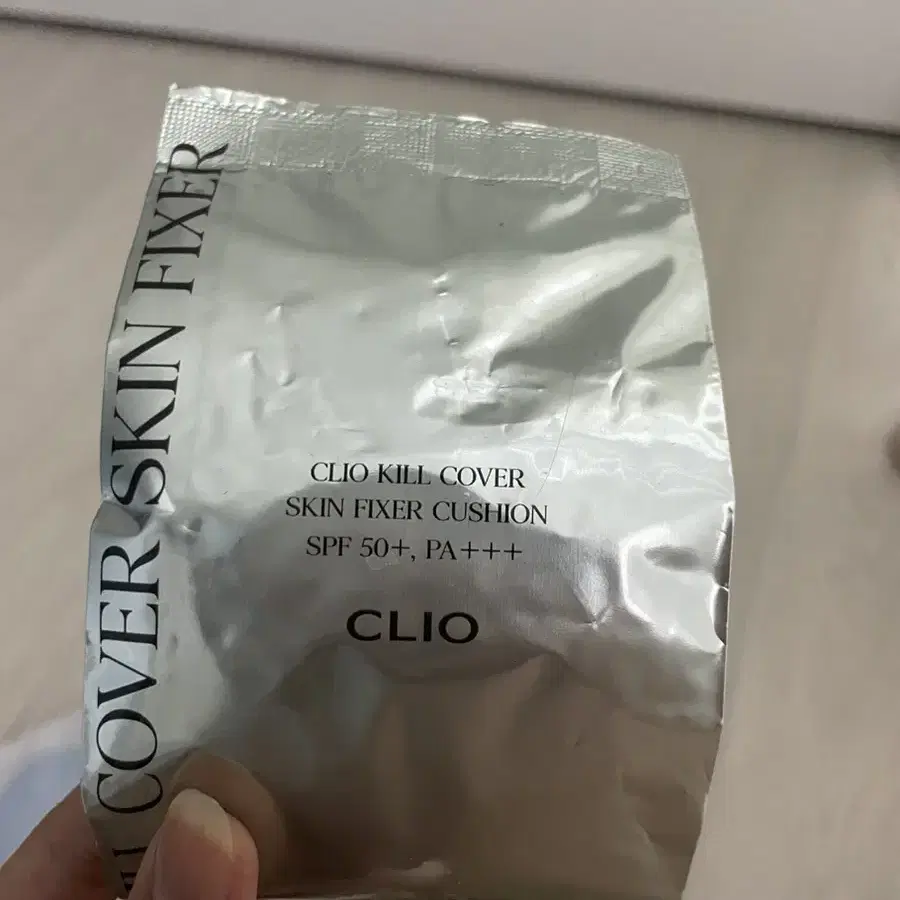 COVER SKIN FIXER
CLIO KILL COVER
SKIN FIXER CUSHION
SPF 50+, PA+++
CLIO